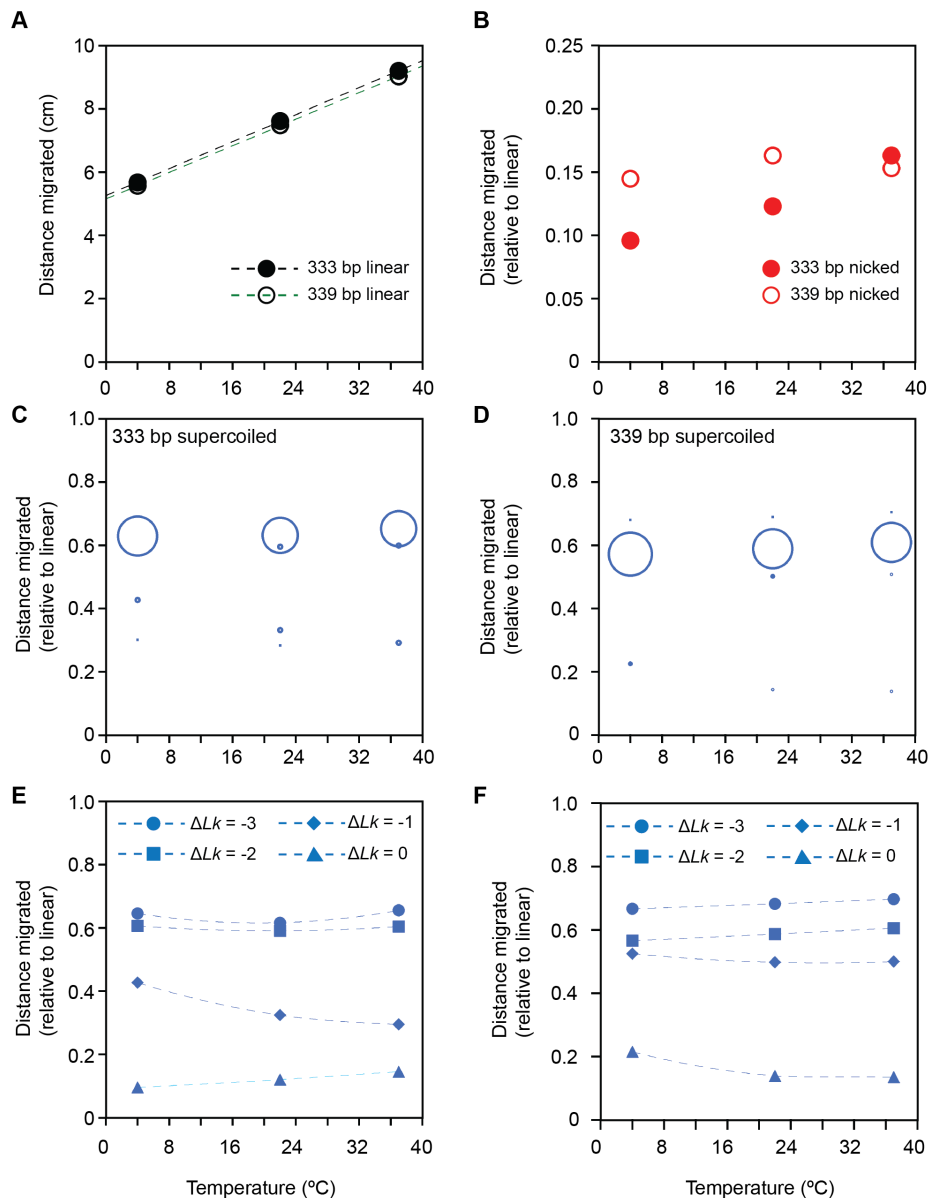 A
Distance migrated (cm)
10
8
6
4
2
0
0 8 16 24 32 40
333 bp linear
339 bp linear
B
Distance migrated
(relative to linear)
0.25
0.20
0.15
0.10
0.05
0
0 8 16 24 32 40
333 bp nicked
339 bp nicked
C
Distance migrated
(relative to linear)
1.0
0.8
0.6
0.4
0.2
0
0 8 16 24 32 40
333 bp supercoiled
D
Distance migrated
(relative to linear)
1.0
0.8
0.6
0.4
0.2
0
0 8 16 24 32 40
339 bp supercoiled
E
Distance migrated
(relative to linear)
1.0
0.8
0.6
0.4
0.2
0
0 8 16 24 32 40
ΔLk = -3 ΔLk = -1
ΔLk = -2 ΔLk = 0
Temperature (ºC)
F
Distance migrated
(relative to linear)
1.0
0.8
0.6
0.4
0.2
0
0 8 16 24 32 40
ΔLk = -3 ΔLk = -1
ΔLk = -2 ΔLk = 0
Temperature (ºC)